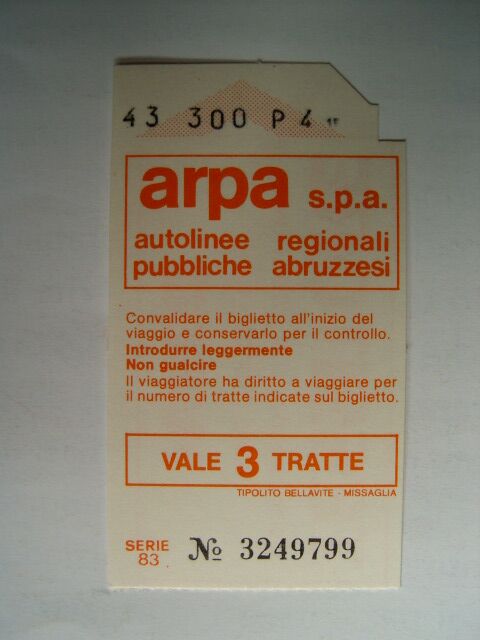 43 300 P 4
arpa s.p.a.
autolinee regionali
pubbliche abruzzesi
Convalidare il biglietto all'inizio del
viaggio e conservarlo per il controllo.
Introdurre leggermente
Non gualcire
Il viaggiatore ha diritto a viaggiare per
il numero di tratte indicate sul biglietto.
VALE 3 TRATTE
TIPOLITO BELLAVITE - MISSAGLIA
SERIE
83
№ 3249799